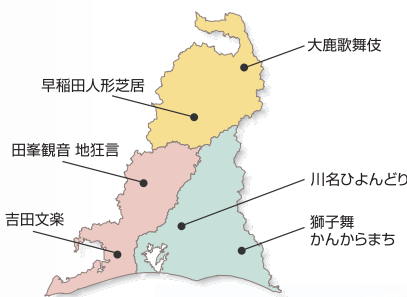 大鹿歌舞伎
早稲田人形芝居
田峯観音 地狂言
川名ひよんどり
吉田文楽
獅子舞
かんからまち